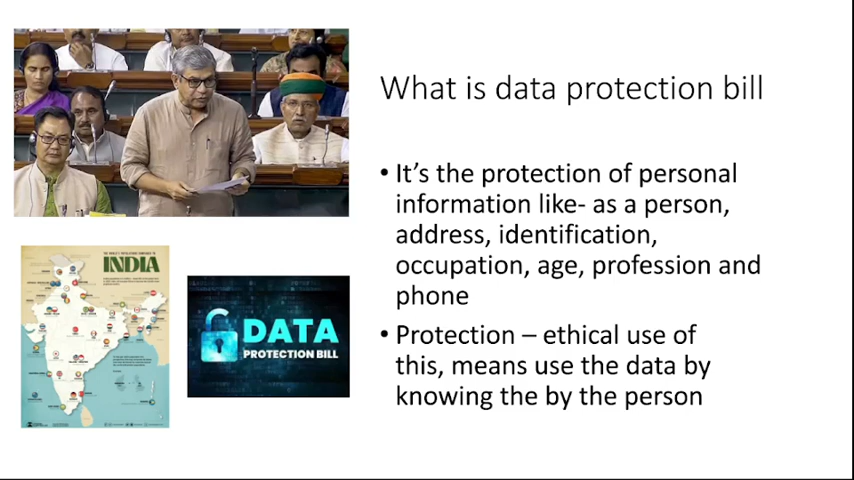 What is data protection bill
• It's the protection of personal
information like- as a person,
address, identification,
occupation, age, profession and
phone
• Protection – ethical use of
this, means use the data by
knowing the by the person
INDIA
DATA
PROTECTION BILL